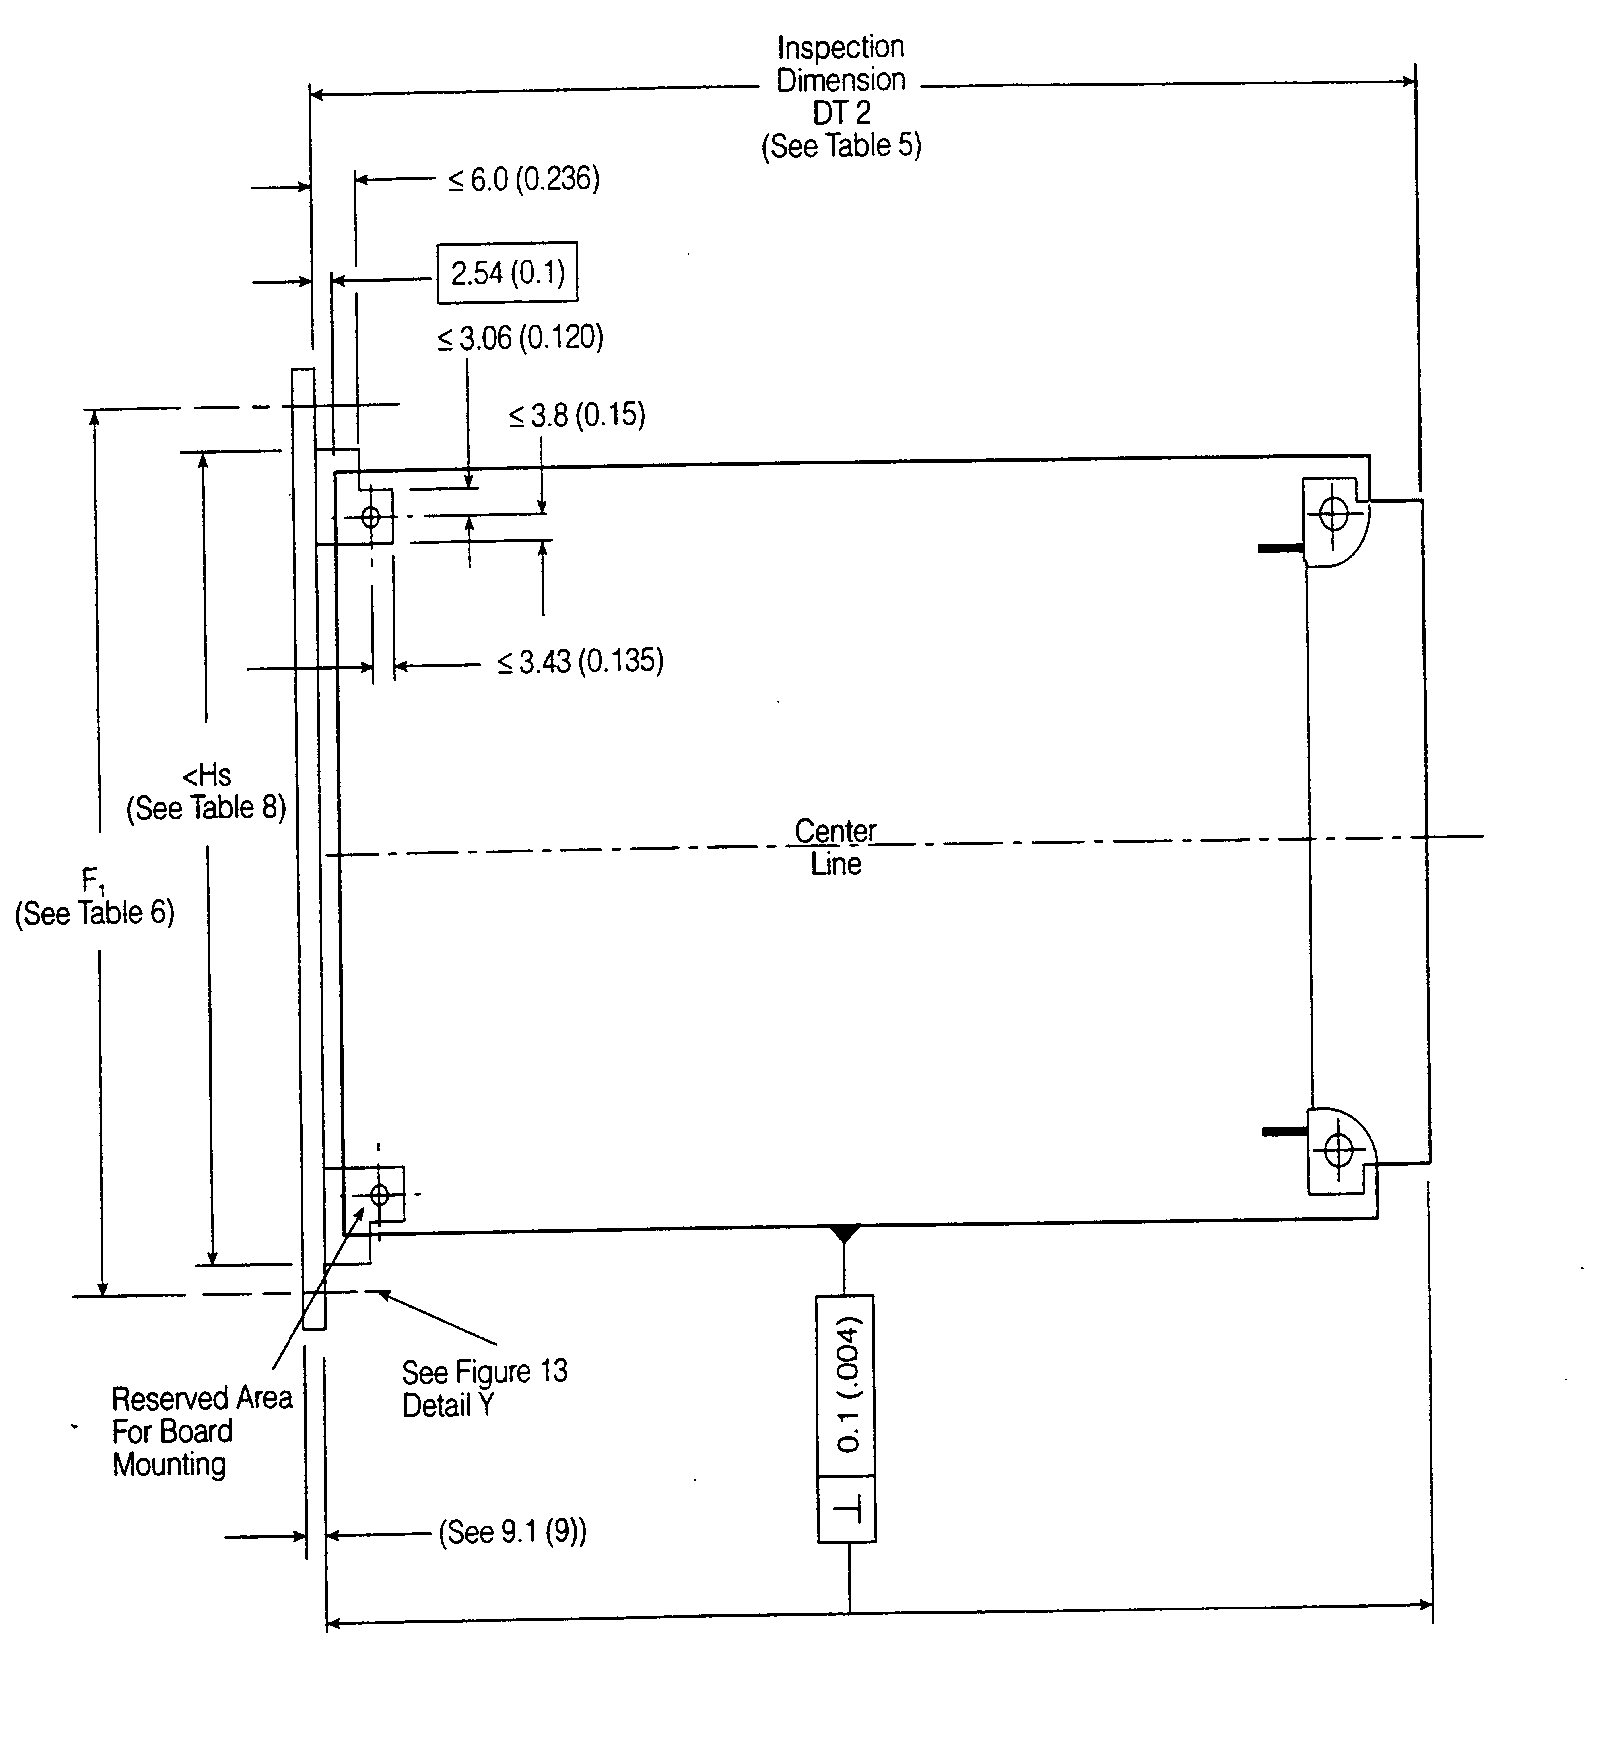 Inspection
Dimension
DT 2
(See Table 5)
≤ 6.0 (0.236)
2.54 (0.1)
≤ 3.06 (0.120)
≤ 3.8 (0.15)
≤ 3.43 (0.135)
<Hs
(See Table 8)
F₁
(See Table 6)
Center
Line
See Figure 13
Detail Y
Reserved Area
For Board
Mounting
(See 9.1 (9))
⊥ 0.1 (.004)